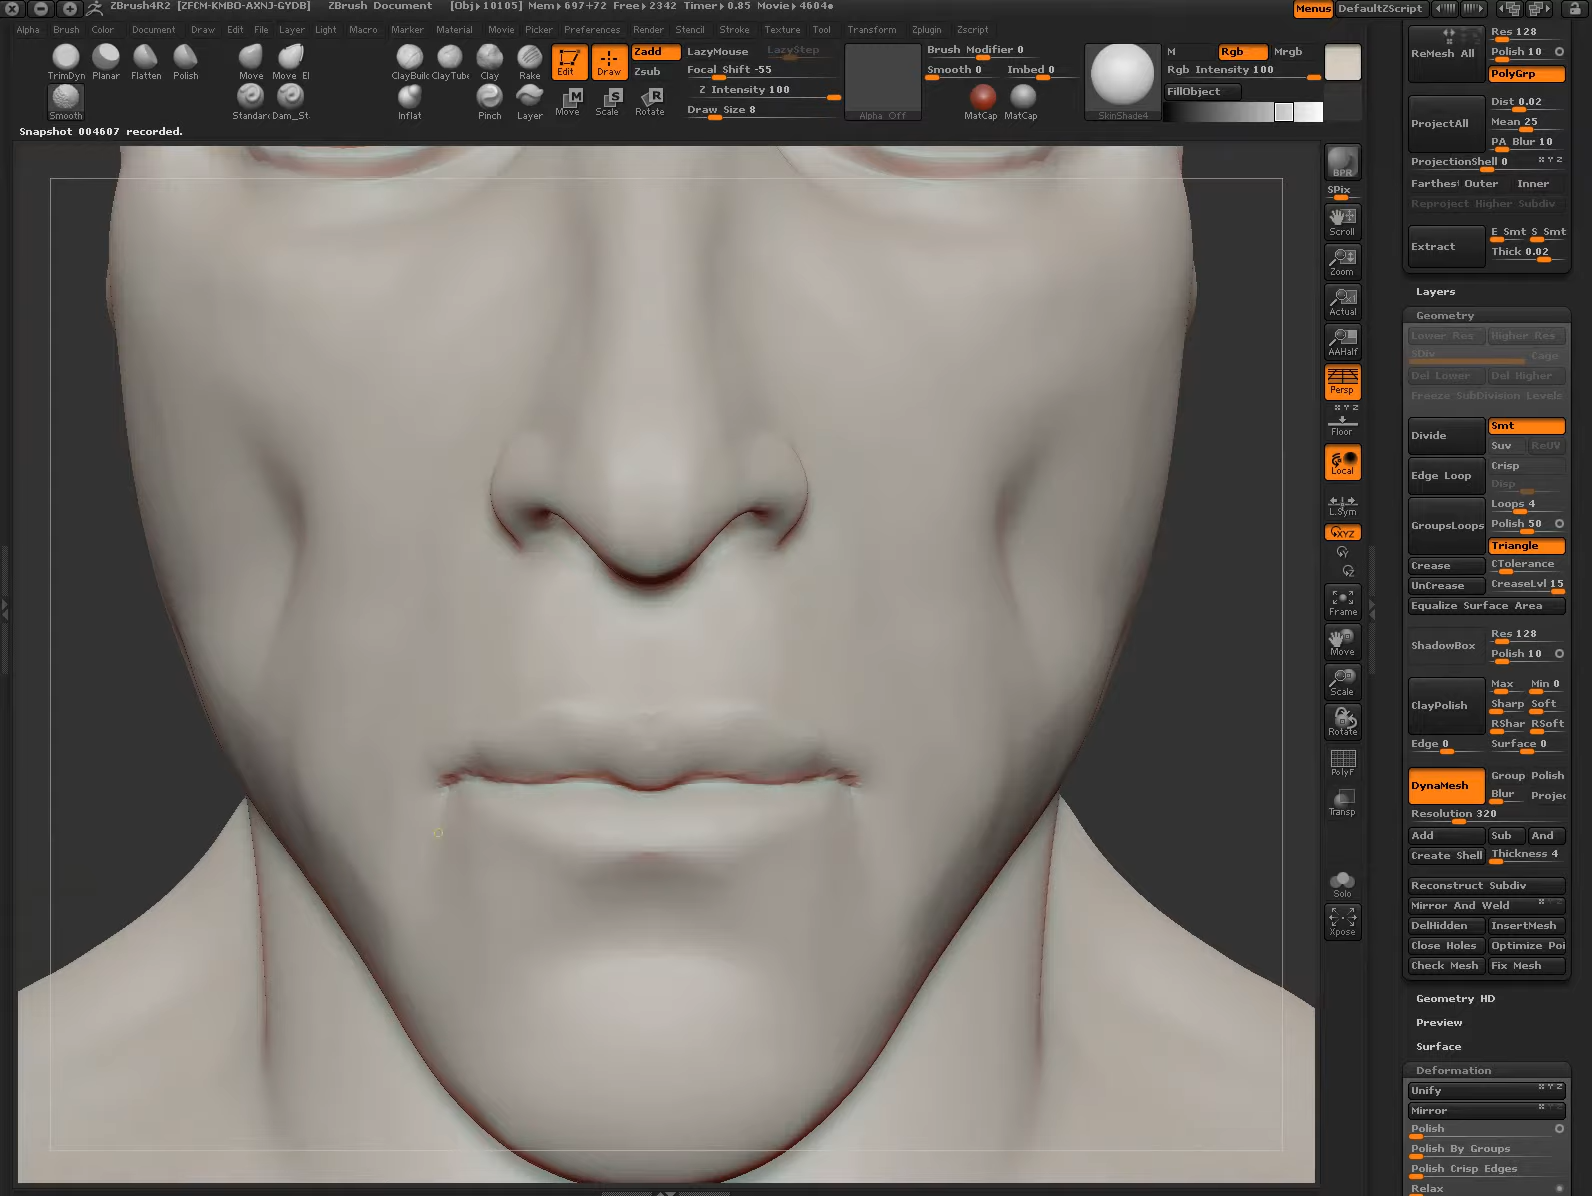 ZBrush4R2 [ZFCM-KMBO-AXNJ-GYDB] ZBrush Document [Obj▸10105] Mem▸697+72 Free▸2342 Timer▸0.85 Movie▸4604● Menus DefaultZScript
Alpha Brush Color Document Draw Edit File Layer Light Macro Marker Material Movie Picker Preferences Render Stencil Stroke Texture Tool Transform Zplugin Zscript
TrimDyn Planar Flatten Polish Move Move El ClayBuil ClayTube Clay Rake Edit Draw
Smooth Standard Dam_St Inflat Pinch Layer Move Scale Rotate
Zadd
Zsub
LazyMouse LazyStep
Focal Shift -55
Z Intensity 100
Draw Size 8
Alpha Off
Brush Modifier 0
Smooth 0 Imbed 0
MatCap MatCap
SkinShade4
M Rgb Mrgb
Rgb Intensity 100
FillObject
Snapshot 004607 recorded.
BPR
SPix
Scroll
Zoom
Actual
AAHalf
Persp
X Y Z
Floor
Local
L.Sym
XYZ
Y
Z
Frame
Move
Scale
Rotate
PolyF
Transp
Solo
Xpose
ReMesh All
Res 128
Polish 10
PolyGrp
ProjectAll
Dist 0.02
Mean 25
PA Blur 10
ProjectionShell 0 X Y Z
Farthest Outer Inner
Reproject Higher Subdiv
Extract
E Smt S Smt
Thick 0.02
Layers
Geometry
Lower Res Higher Res
SDiv Cage
Del Lower Del Higher
Freeze SubDivision Levels
Divide
Smt
Suv ReUV
Edge Loop
Crisp
Disp
GroupsLoops
Loops 4
Polish 50
Triangle
Crease CTolerance
UnCrease CreaseLvl 15
Equalize Surface Area
ShadowBox
Res 128
Polish 10
ClayPolish
Max Min 0
Sharp Soft
RShar RSoft
Edge 0 Surface 0
DynaMesh
Group Polish
Blur Projec
Resolution 320
Add Sub And
Create Shell Thickness 4
Reconstruct Subdiv
Mirror And Weld X Y Z
DelHidden InsertMesh
Close Holes Optimize Poi
Check Mesh Fix Mesh
Geometry HD
Preview
Surface
Deformation
Unify X Y Z
Mirror X Y Z
Polish
Polish By Groups
Polish Crisp Edges
Relax